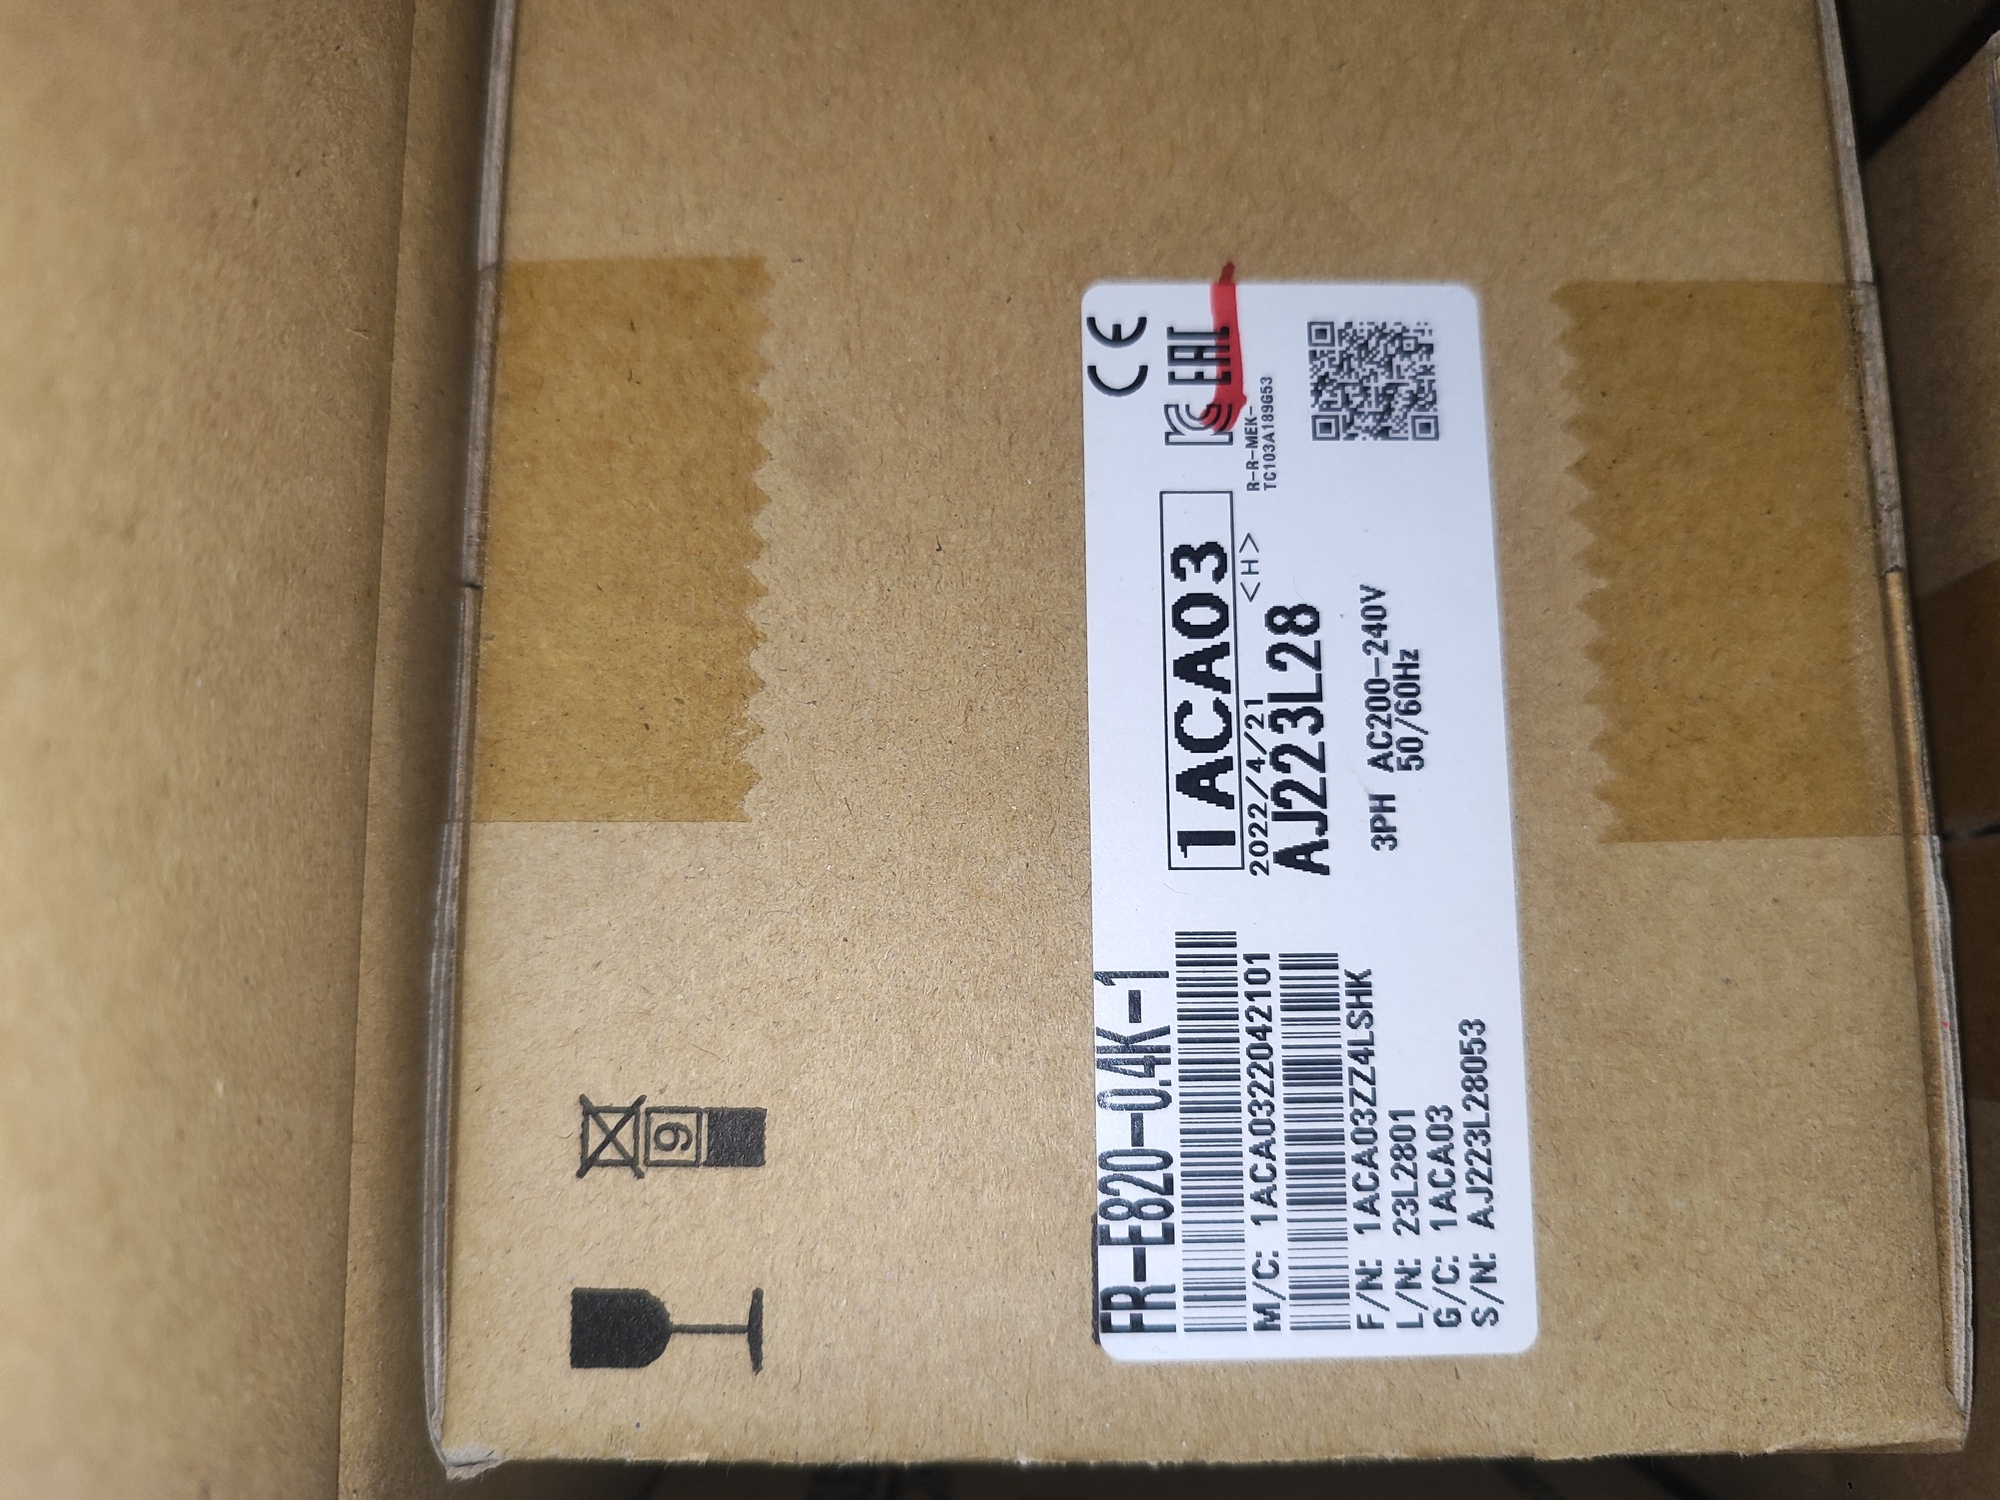 FR-E820-0.4K-1
M/C: 1ACA0322042101
F/N: 1ACA03ZZ4LSHK
L/N: 23L2801
G/C: 1ACA03
S/N: AJ223L28053
1ACA03
2022/4/21 <H>
AJ223L28
3PH AC200-240V
50/60Hz
CE
EAC
R-R-MEK-
TC103A189G53
9